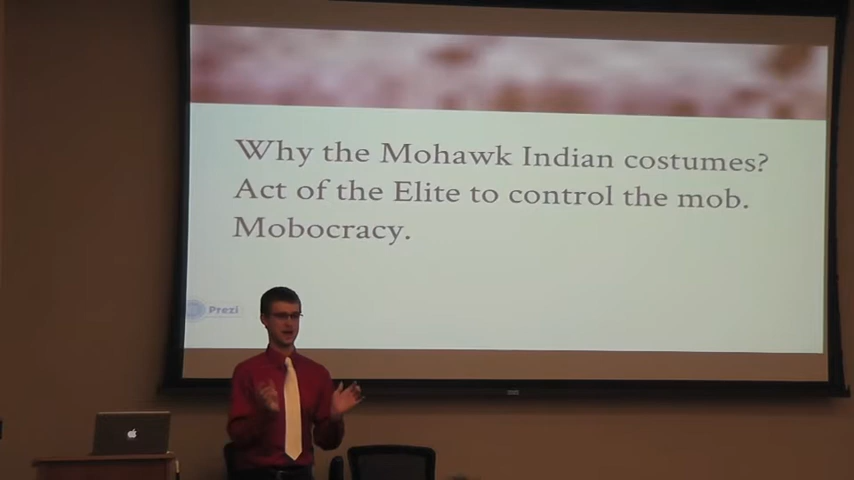 Why the Mohawk Indian costumes?
Act of the Elite to control the mob.
Mobocracy.
Prezi